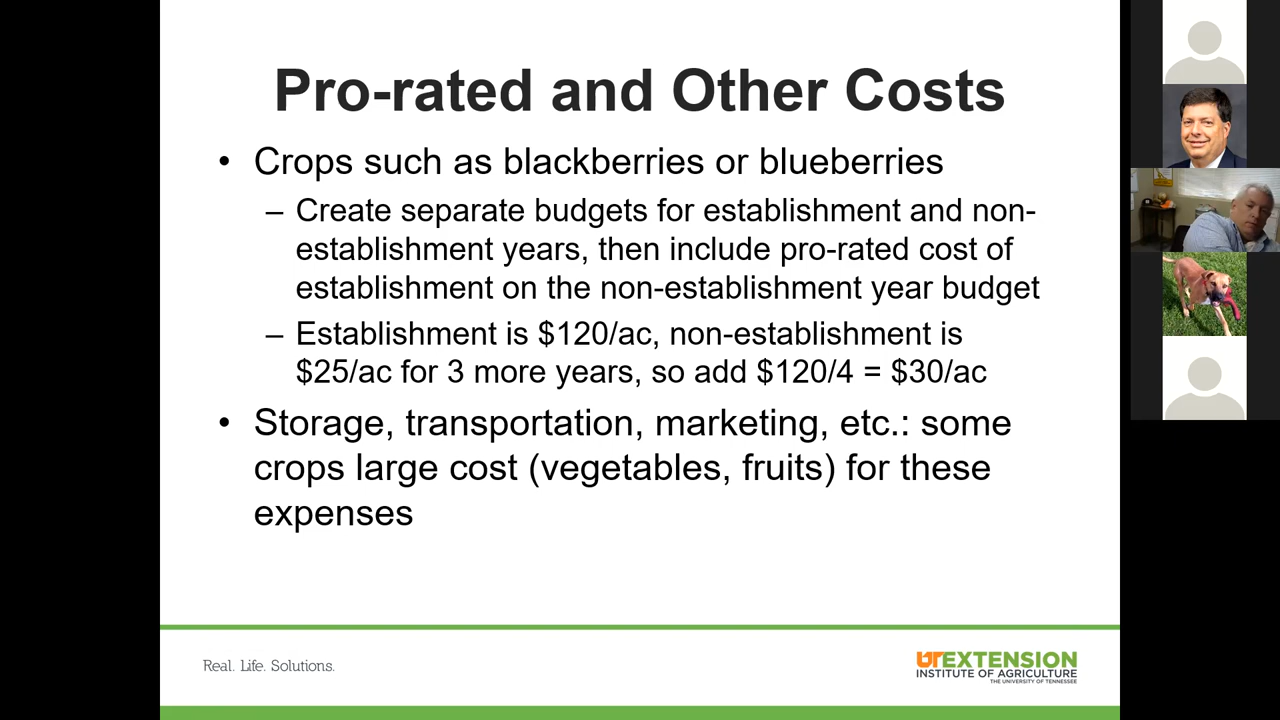 Pro-rated and Other Costs
• Crops such as blackberries or blueberries
– Create separate budgets for establishment and non-
establishment years, then include pro-rated cost of
establishment on the non-establishment year budget
– Establishment is $120/ac, non-establishment is
$25/ac for 3 more years, so add $120/4 = $30/ac
• Storage, transportation, marketing, etc.: some
crops large cost (vegetables, fruits) for these
expenses
Real. Life. Solutions.
UTEXTENSION
INSTITUTE OF AGRICULTURE
THE UNIVERSITY OF TENNESSEE